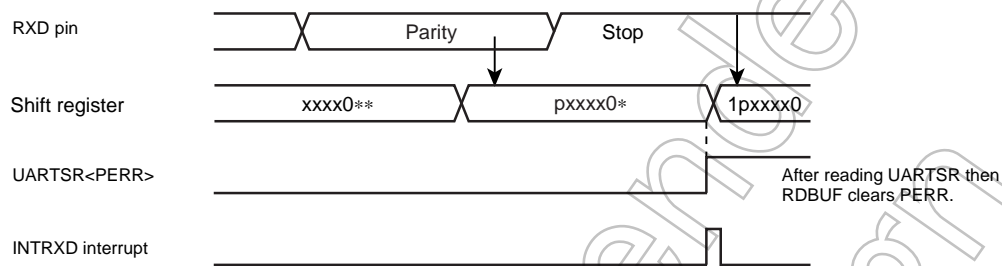 RXD pin
Parity
Stop
Shift register
xxxx0**
pxxxx0*
1pxxxx0
UARTSR<PERR>
After reading UARTSR then
RDBUF clears PERR.
INTRXD interrupt